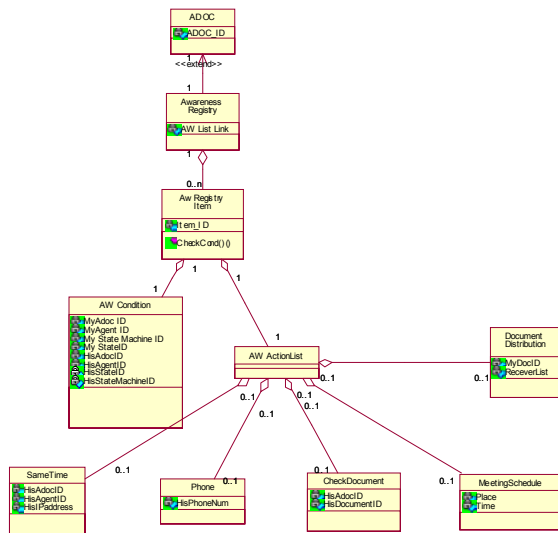 ADOC
ADOC_ID
1
<<extend>>
1
Awareness
Registry
AW List Link
1
0..n
Aw Registry
Item
Item_ID
CheckCond()()
1
1
1
AW Condition
MyAdoc ID
MyAgent ID
My State Machine ID
My StateID
HisAdocID
HisAgentID
HisStateID
HisStateMachineID
1
AW ActionList
Document
Distribution
MyDocID
ReceverList
0..1
0..1
0..1
0..1
0..1
0..1
0..1
SameTime
HisAdocID
HisAgentID
HisIPaddress
0..1
Phone
HisPhoneNum
0..1
CheckDocument
HisAdocID
HisDocumentID
0..1
MeetingSchedule
Place
Time